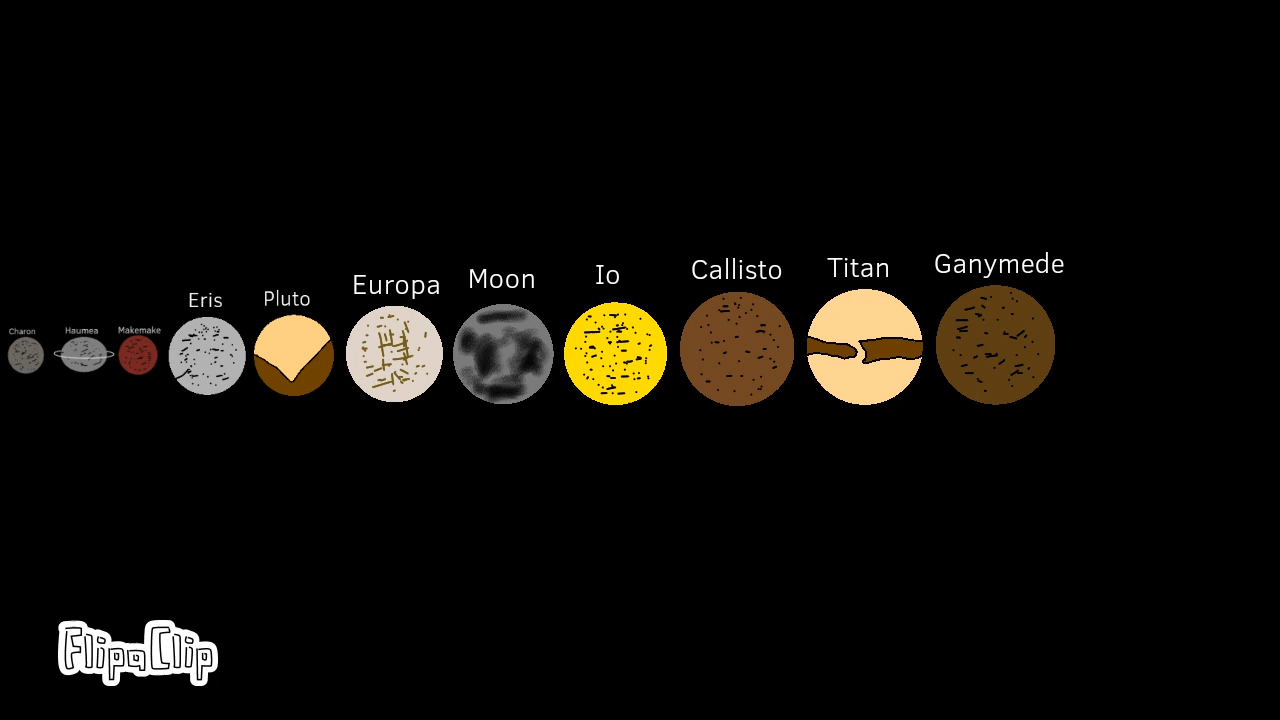 Charon
Haumea
Makemake
Eris
Pluto
Europa
Moon
Io
Callisto
Titan
Ganymede
FlipaClip